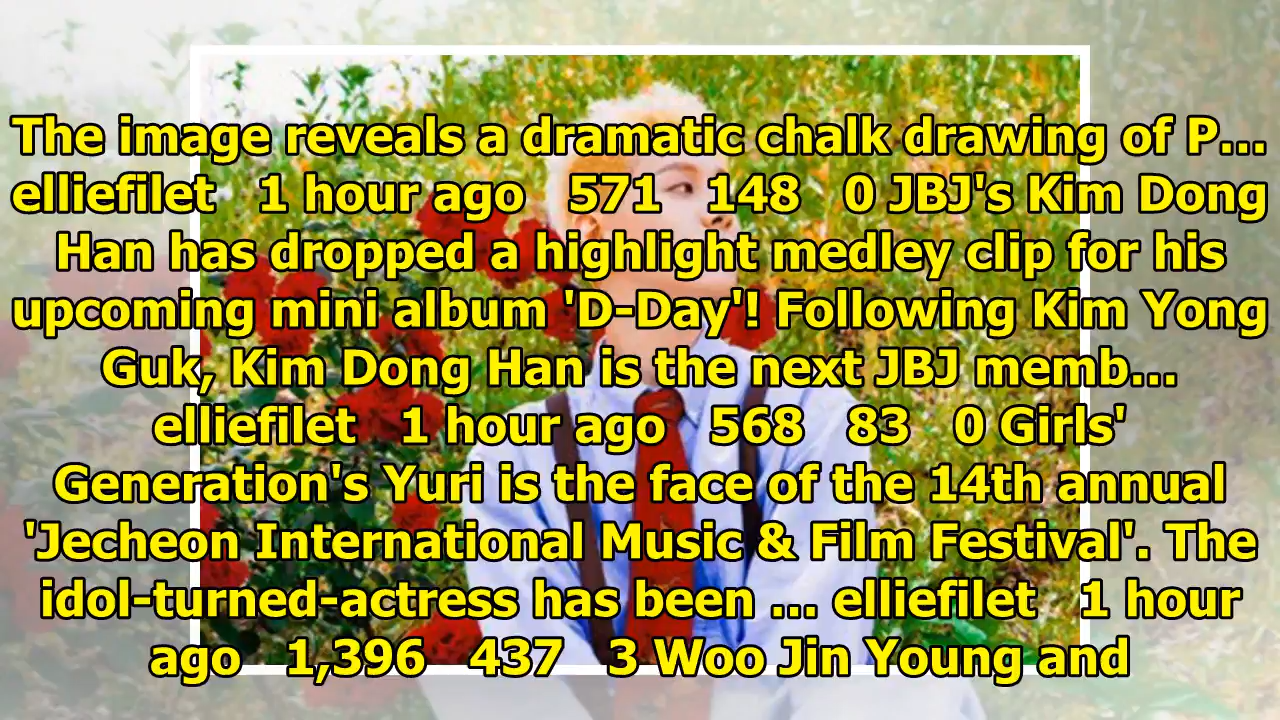 The image reveals a dramatic chalk drawing of P...
elliefilet 1 hour ago 571 148 0 JBJ's Kim Dong
Han has dropped a highlight medley clip for his
upcoming mini album 'D-Day'! Following Kim Yong
Guk, Kim Dong Han is the next JBJ memb...
elliefilet 1 hour ago 568 83 0 Girls'
Generation's Yuri is the face of the 14th annual
'Jecheon International Music & Film Festival'. The
idol-turned-actress has been ... elliefilet 1 hour
ago 1,396 437 3 Woo Jin Young and